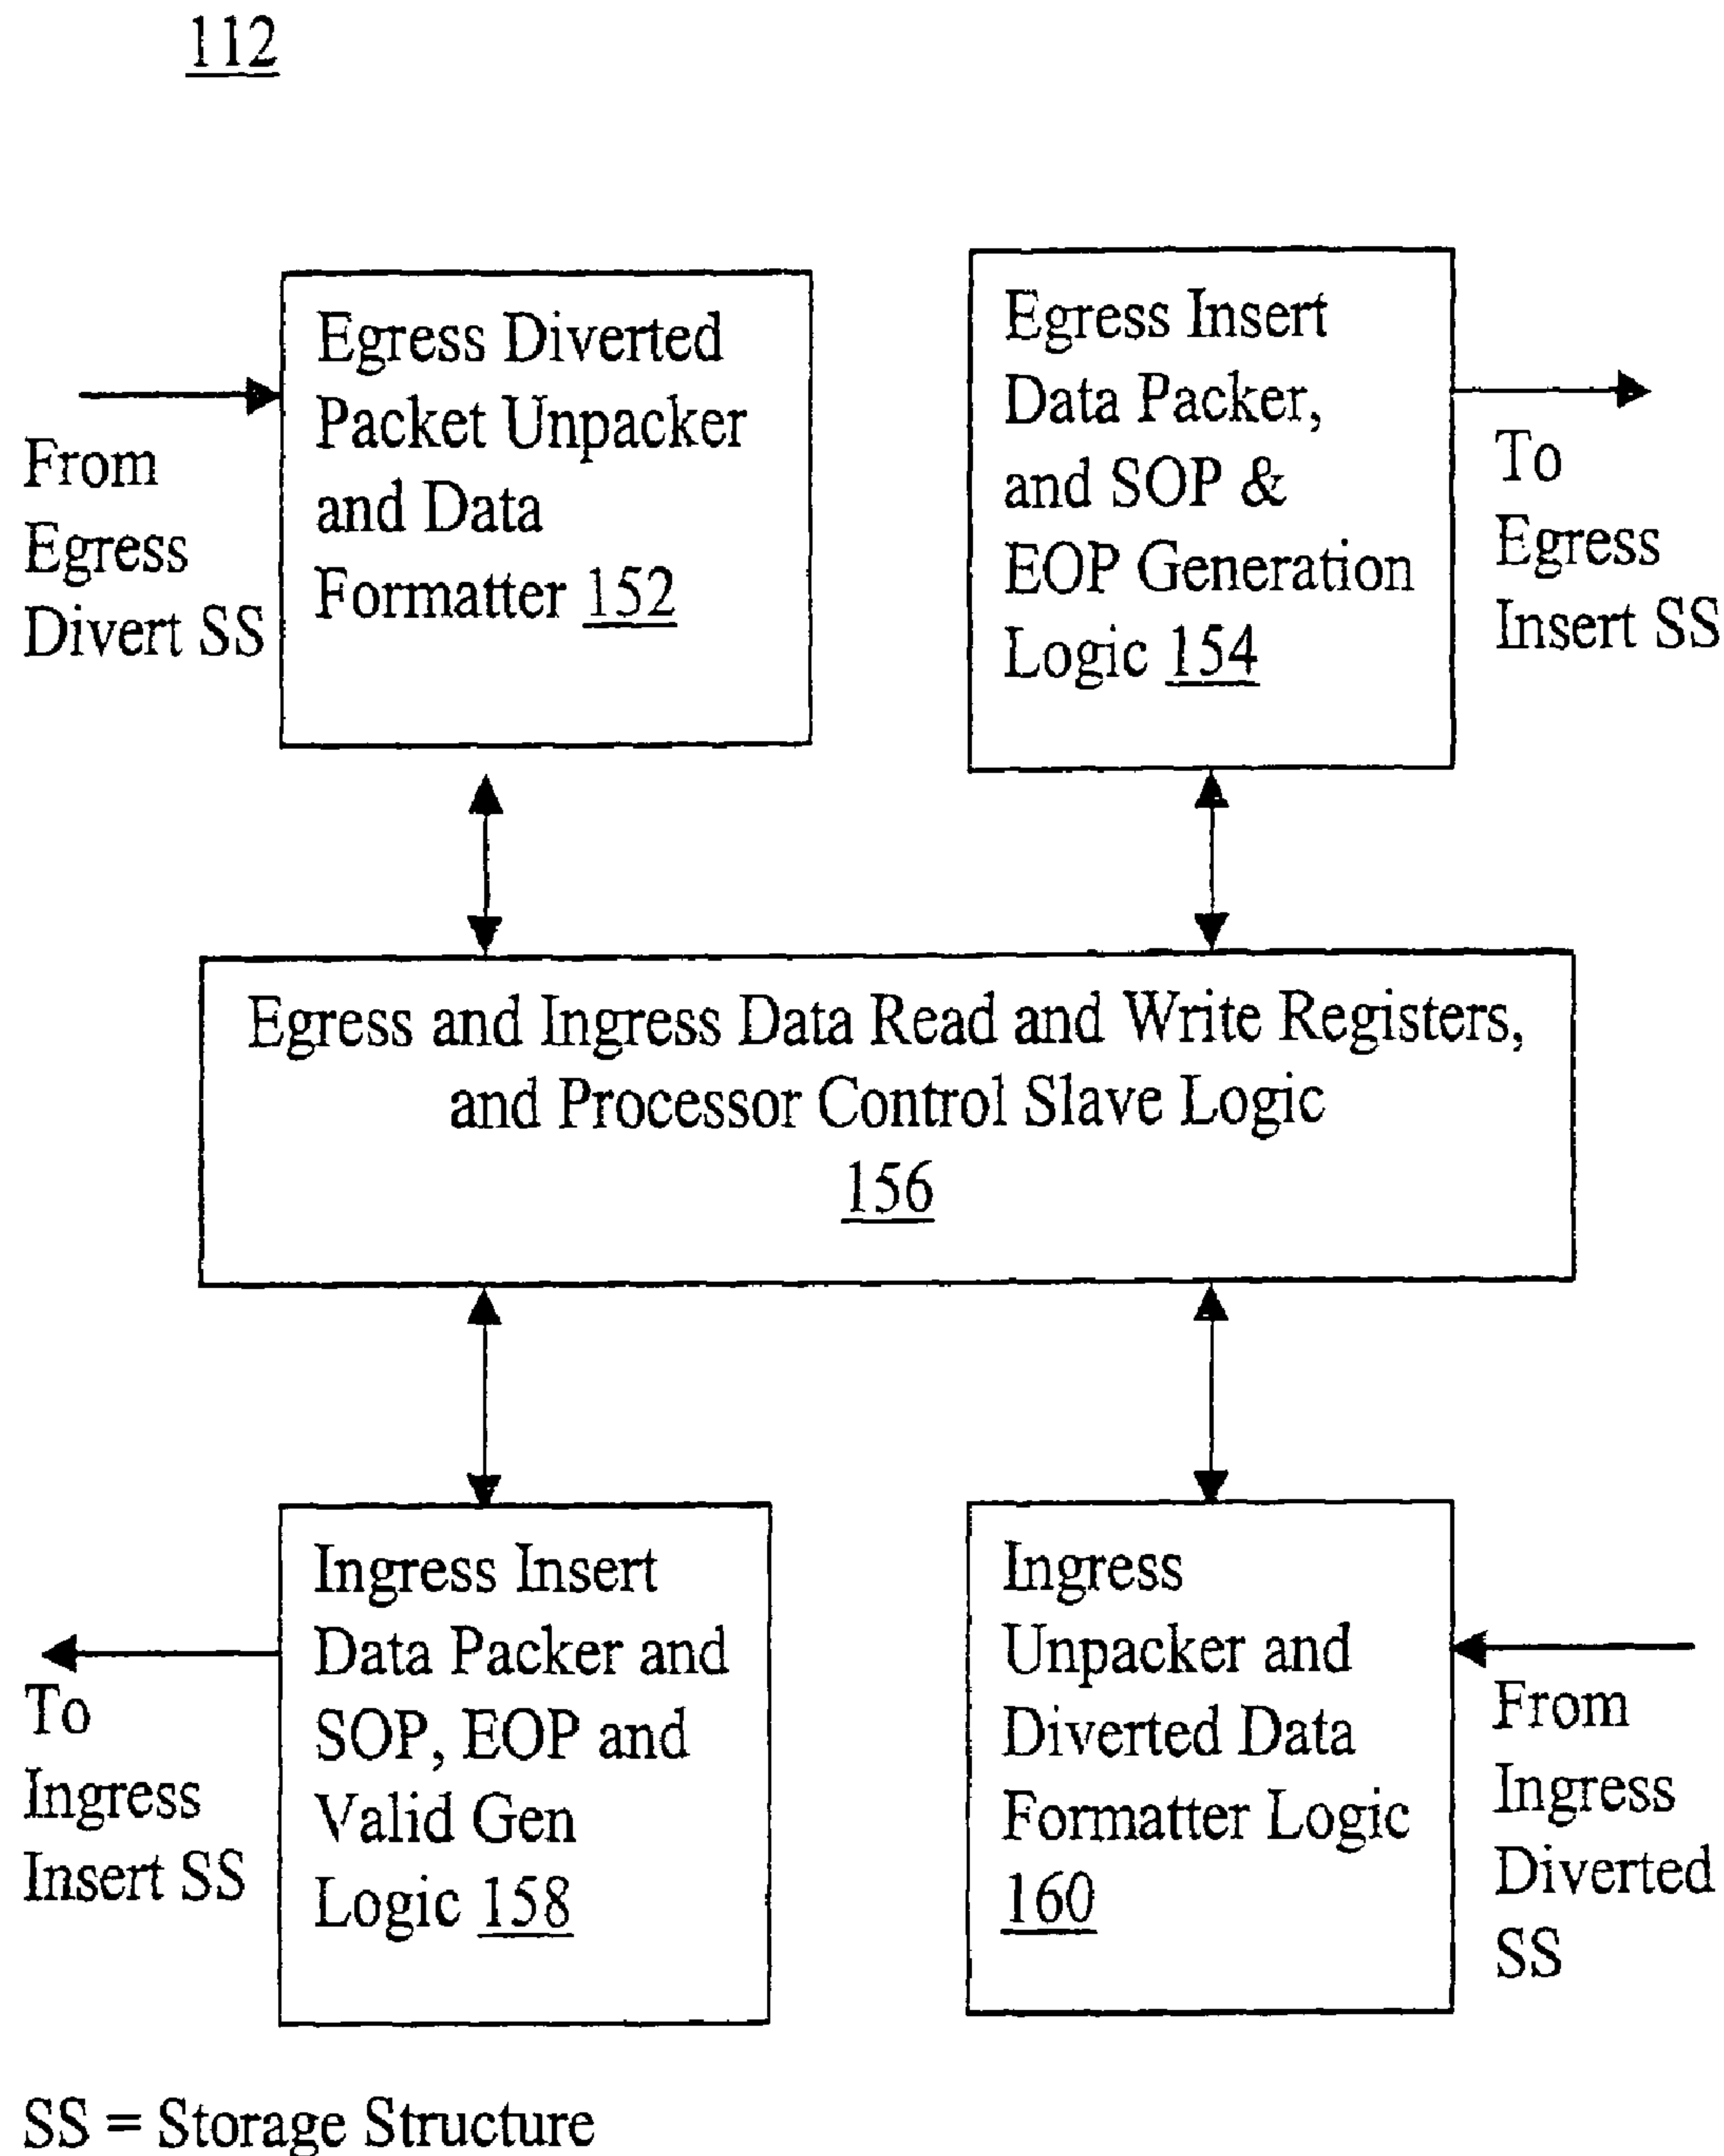 112
Egress Diverted
Packet Unpacker
and Data
Formatter 152
From
Egress
Divert SS
Egress Insert
Data Packer,
and SOP &
EOP Generation
Logic 154
To
Egress
Insert SS
Egress and Ingress Data Read and Write Registers,
and Processor Control Slave Logic
156
Ingress Insert
Data Packer and
SOP, EOP and
Valid Gen
Logic 158
To
Ingress
Insert SS
Ingress
Unpacker and
Diverted Data
Formatter Logic
160
From
Ingress
Diverted
SS
SS = Storage Structure